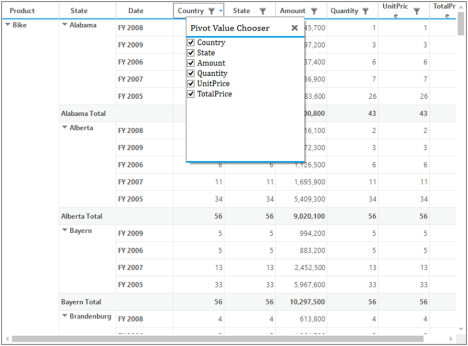 Product State Date Country State Amount Quantity UnitPric e TotalPr e
Pivot Value Chooser
Country
State
Amount
Quantity
UnitPrice
TotalPrice
Bike Alabama FY 2008 45,700 1 1
FY 2009 97,200 3 3
FY 2006 37,400 6 6
FY 2007 36,900 7 7
FY 2005 83,600 26 26
Alabama Total 00,800 43 43
Alberta FY 2008 16,100 2 2
FY 2009 72,300 3 3
FY 2006 6 6 1,126,500 6 6
FY 2007 11 11 1,695,900 11 11
FY 2005 34 34 5,409,300 34 34
Alberta Total 56 56 9,020,100 56 56
Bayern FY 2009 5 5 994,200 5 5
FY 2006 5 5 883,200 5 5
FY 2007 13 13 2,452,500 13 13
FY 2005 33 33 5,967,600 33 33
Bayern Total 56 56 10,297,500 56 56
Brandenburg FY 2008 4 4 613,800 4 4